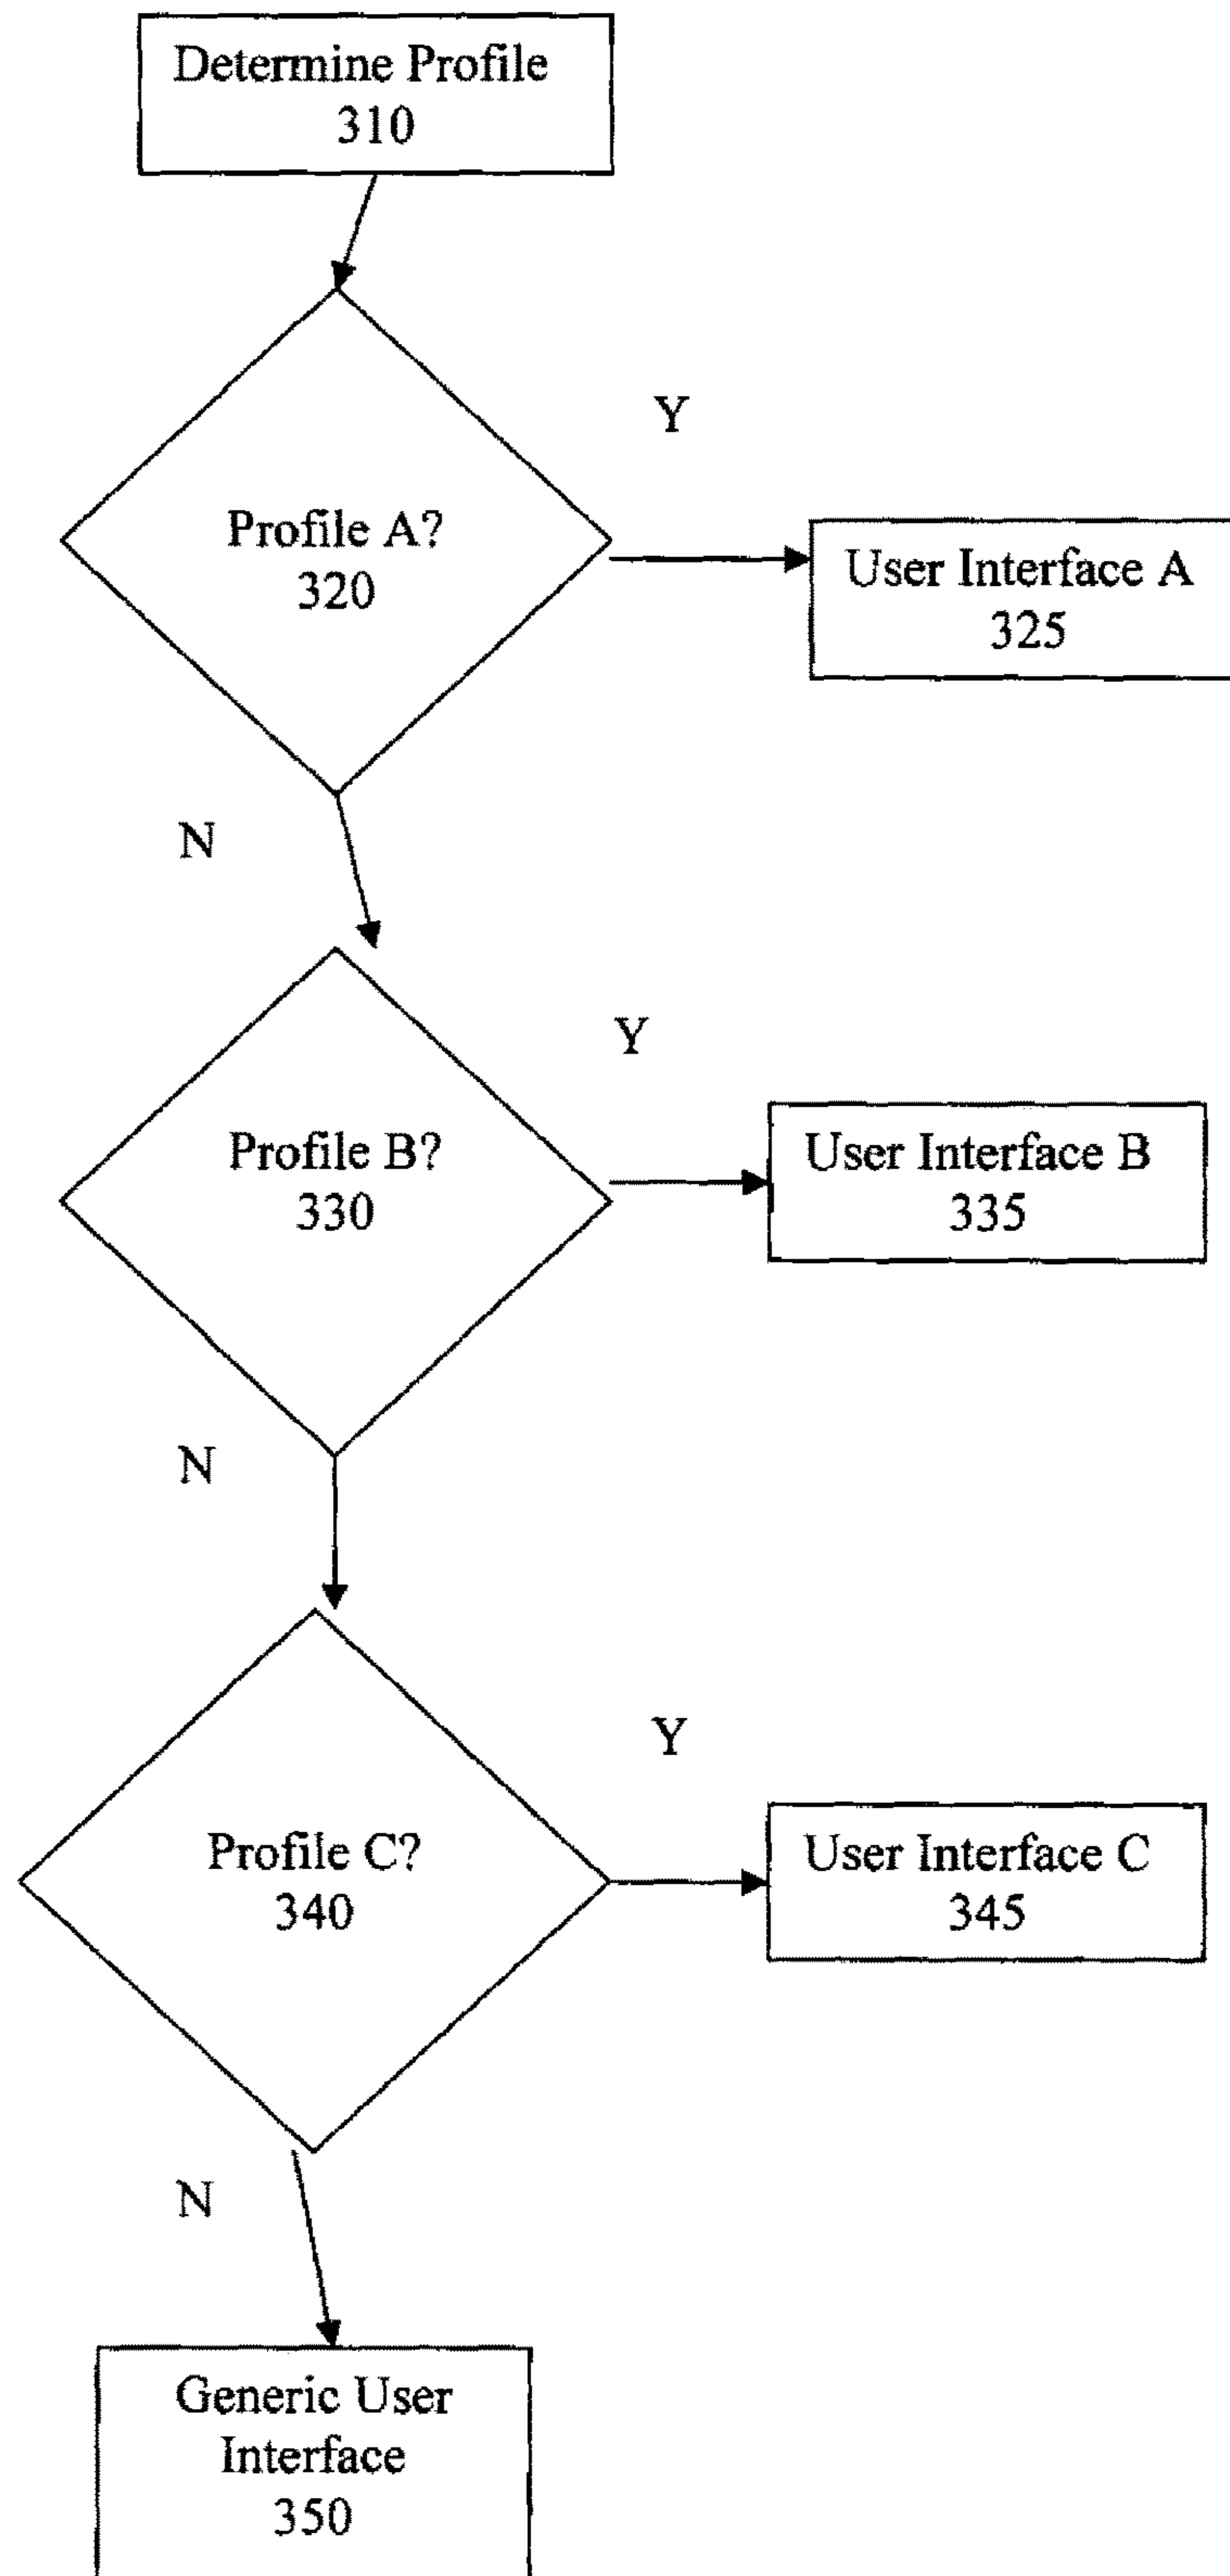 Determine Profile
310
Y
Profile A?
320
User Interface A
325
N
Y
Profile B?
330
User Interface B
335
N
Y
Profile C?
340
User Interface C
345
N
Generic User
Interface
350